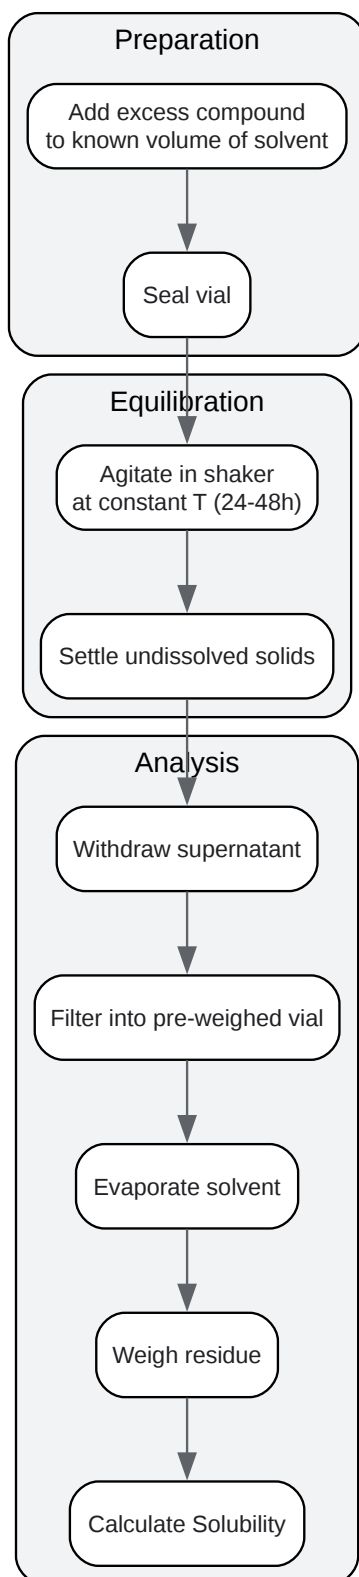 Preparation
Add excess compound
to known volume of solvent
Seal vial
Equilibration
Agitate in shaker
at constant T (24-48h)
Settle undissolved solids
Analysis
Withdraw supernatant
Filter into pre-weighed vial
Evaporate solvent
Weigh residue
Calculate Solubility